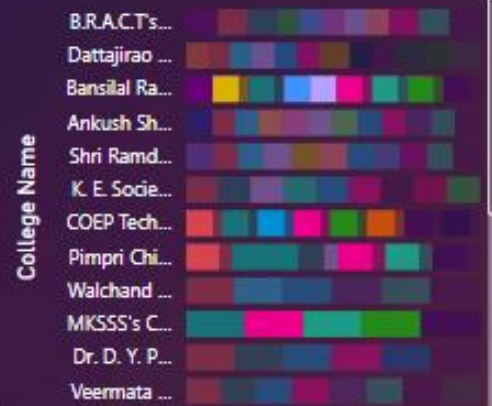 College Name
B.R.A.C.T's...
Dattajirao ...
Bansilal Ra...
Ankush Sh...
Shri Ramd...
K. E. Socie...
COEP Tech...
Pimpri Chi...
Walchand ...
MKSSS's C...
Dr. D. Y. P...
Veermata ...